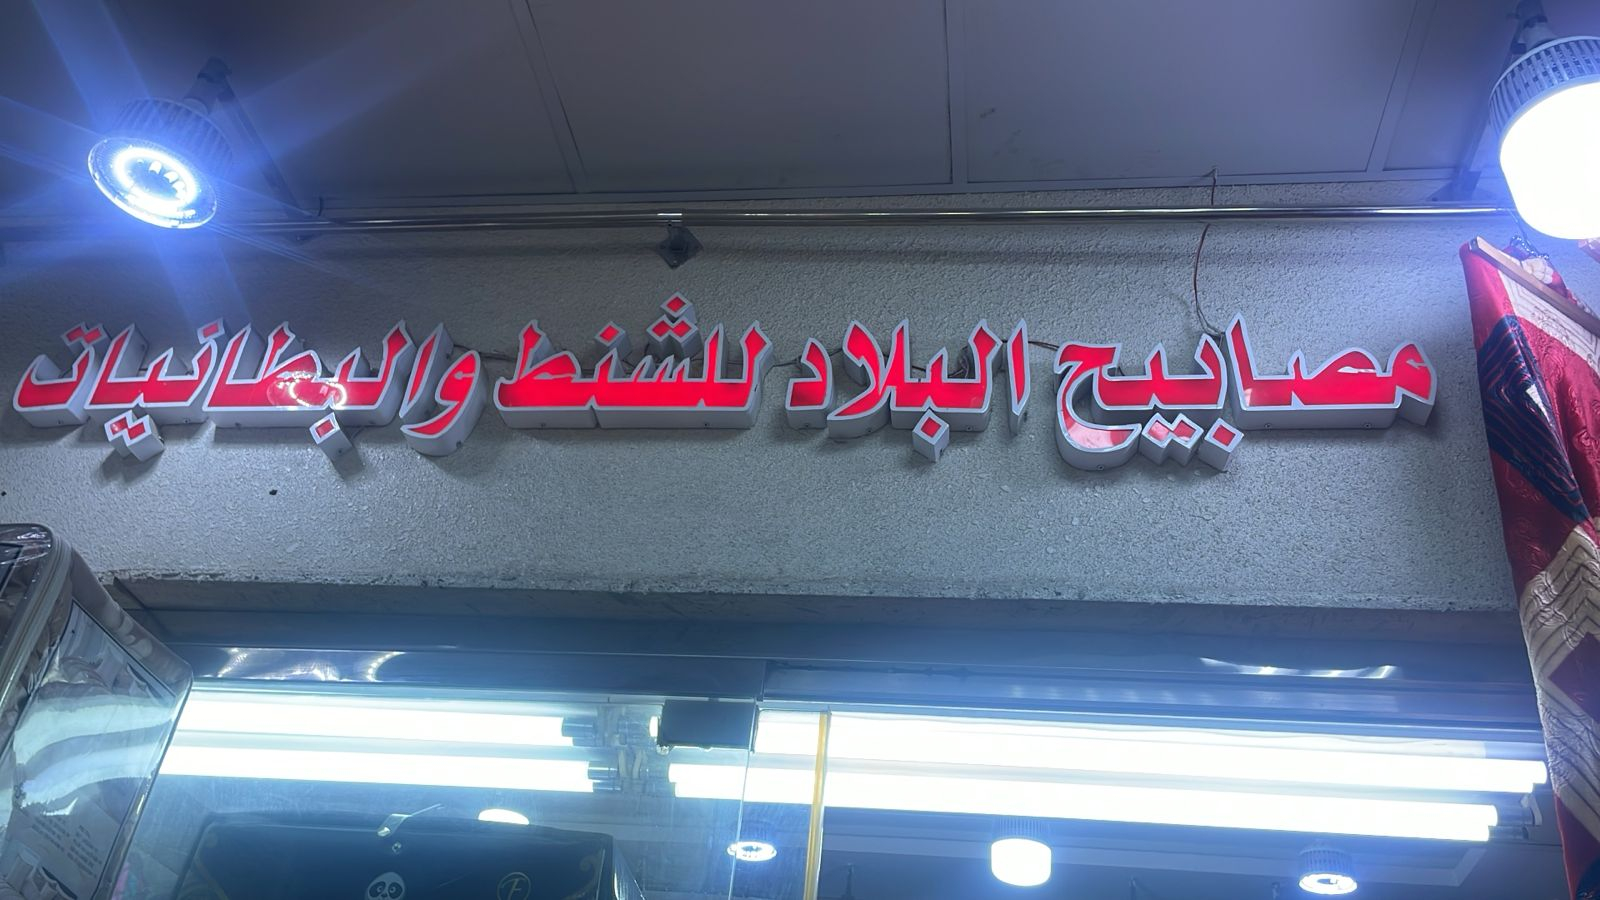 مصابيح البلاد للشنط والبطانيات
F